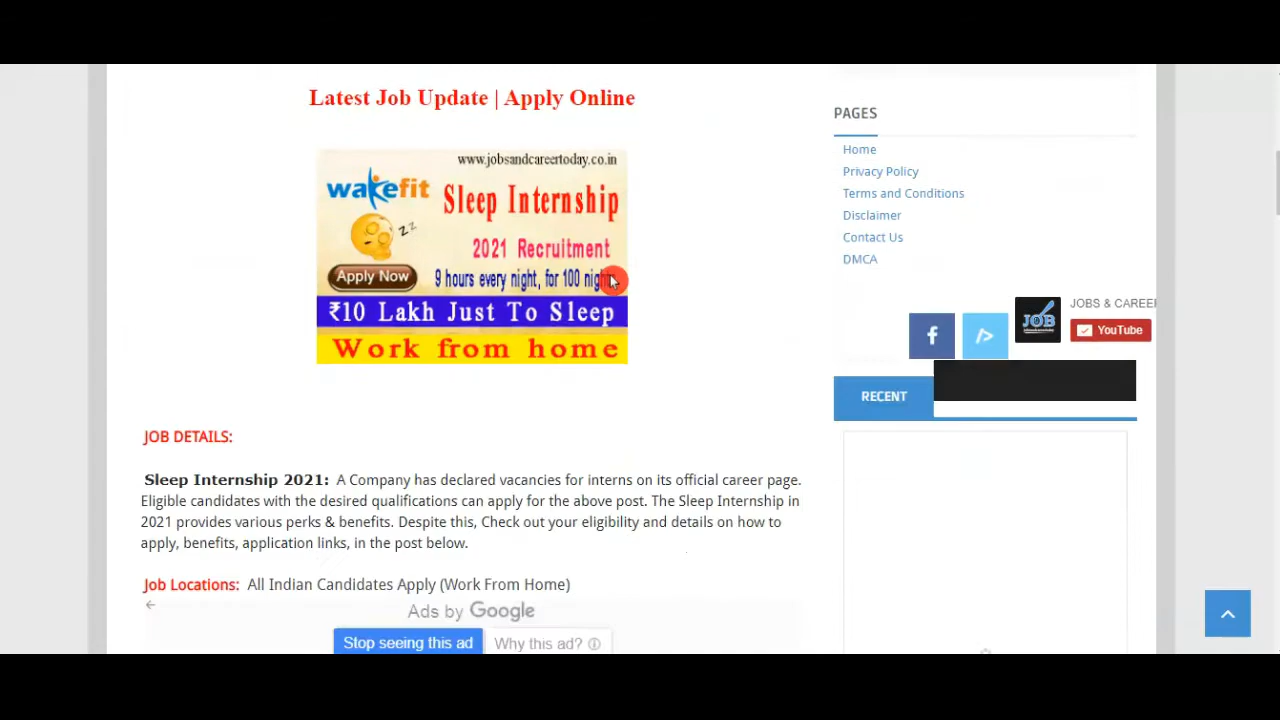 Latest Job Update | Apply Online
www.jobsandcareertoday.co.in
wakefit
Sleep Internship
zz
2021 Recruitment
Apply Now
9 hours every night, for 100
₹10 Lakh Just To Sleep
Work from home
JOB DETAILS:
Sleep Internship 2021: A Company has declared vacancies for interns on its official career page.
Eligible candidates with the desired qualifications can apply for the above post. The Sleep Internship in
2021 provides various perks & benefits. Despite this, Check out your eligibility and details on how to
apply, benefits, application links, in the post below.
Job Locations: All Indian Candidates Apply (Work From Home)
Ads by Google
Stop seeing this ad
Why this ad?
PAGES
Home
Privacy Policy
Terms and Conditions
Disclaimer
Contact Us
DMCA
f
JOB
JOBS & CAREER
YouTube
RECENT